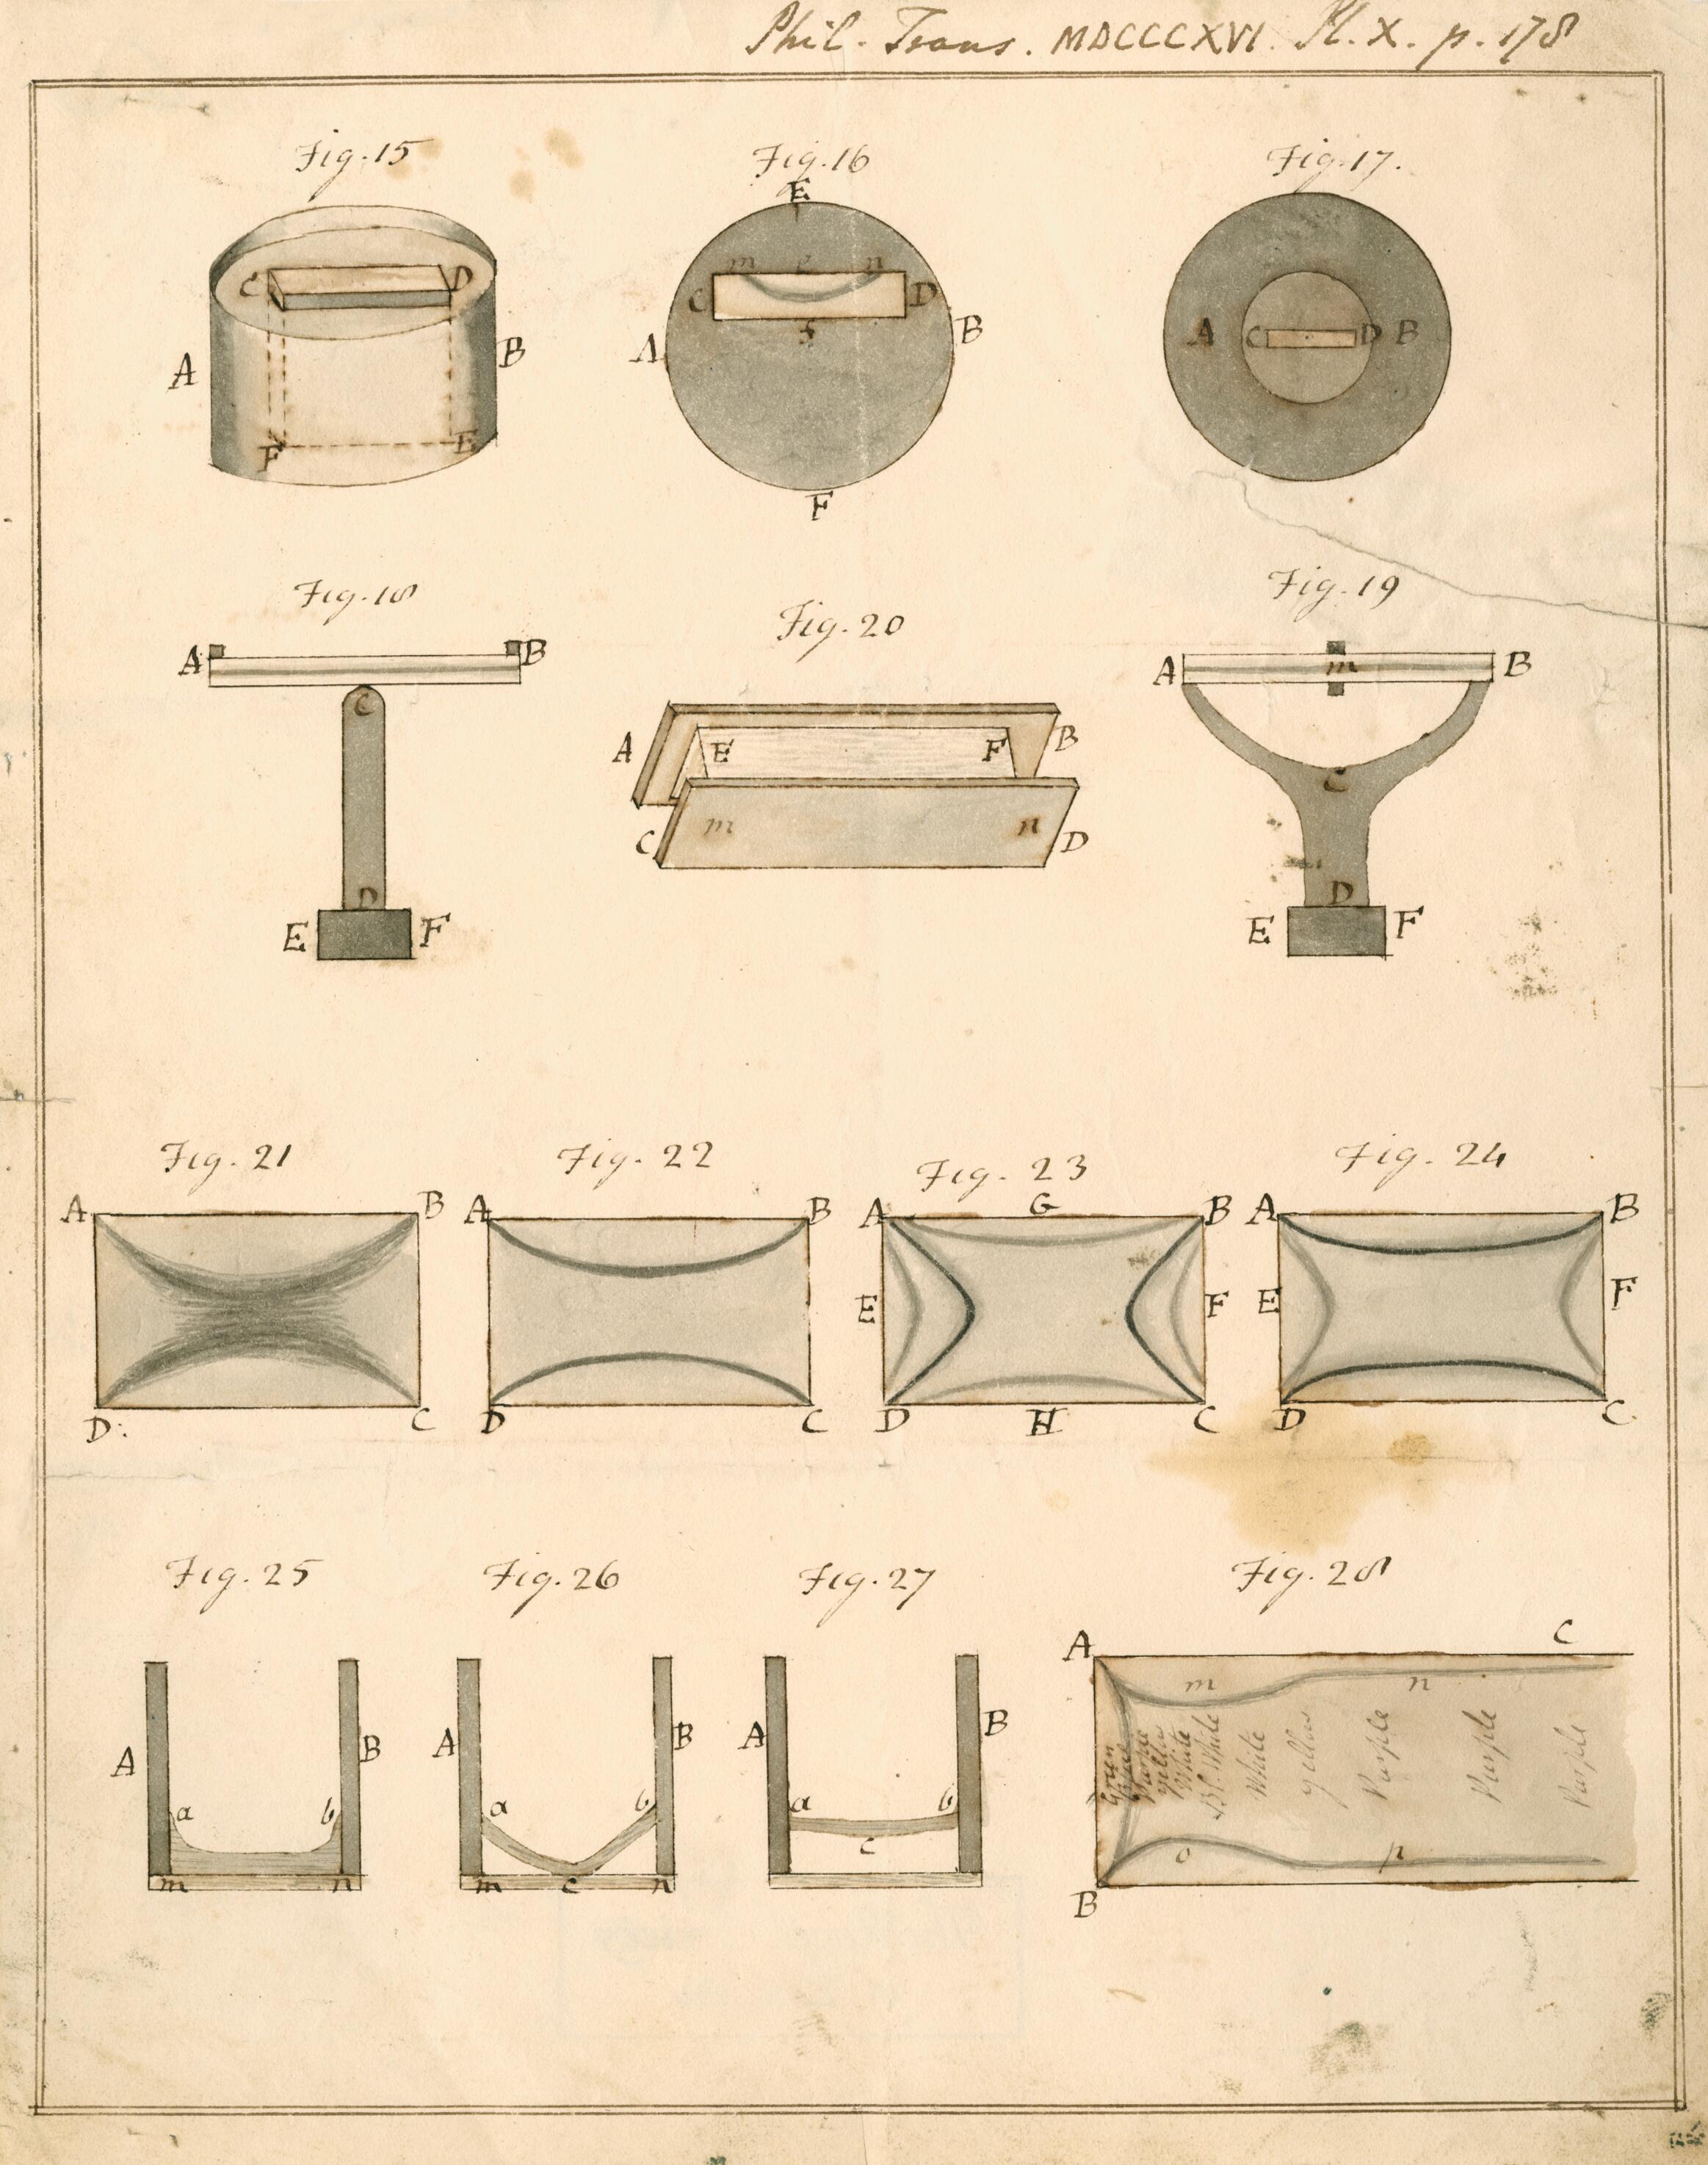 Phil. Trans. MDCCCXVI. Pl. X. p. 178
Fig. 15
C D
A B
F E
Fig. 16
E
m e n
C D
A B
f
F
Fig. 17.
A C D B
Fig. 18
A B
C
D
E F
Fig. 20
A E F B
C m n D
Fig. 19
A m B
C
D
E F
Fig. 21
A B
D: C
Fig. 22
A B
D C
Fig. 23
A G B
E F
D H C
Fig. 24
A B
E F
D C
Fig. 25
A B
a b
m n
Fig. 26
A B
a b
m c n
Fig. 27
A B
a b
c
Fig. 28
A C
m n
Green
Blue
Yellow
White
Bl. White
White
Yellow
Purple
Purple
Purple
o p
B